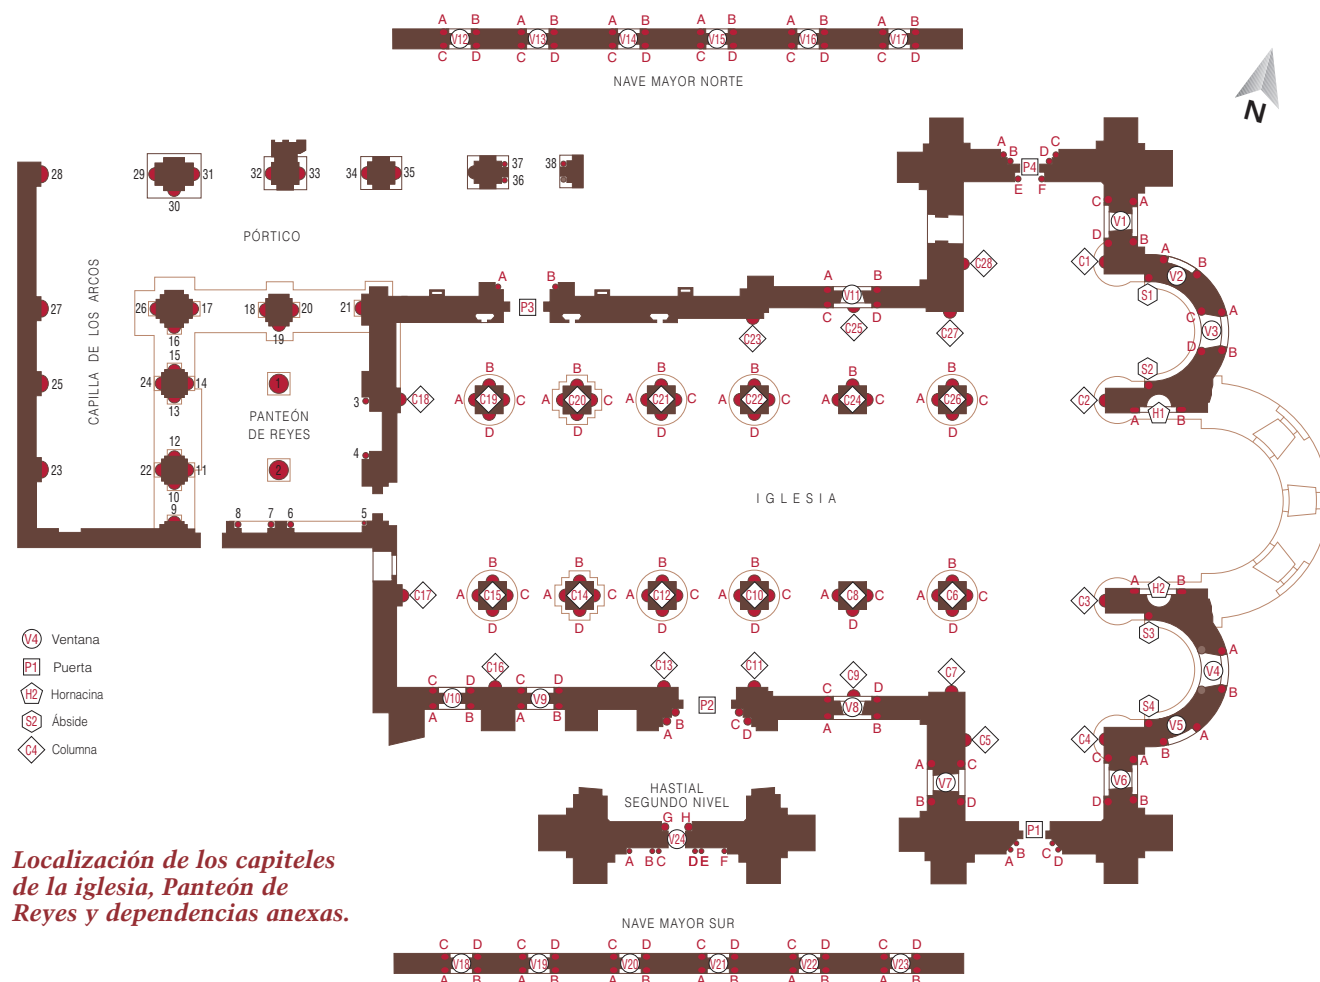 A B A B A B A B A B A B
V12 V13 V14 V15 V16 V17
C D C D C D C D C D C D
NAVE MAYOR NORTE
N
28 29 31 32 33 34 35 37 38
36
30
A B D C
P4
E F
PÓRTICO
CAPILLA DE LOS ARCOS
C A
V1
D B
C1
A B
V2
S1
C28
27 26 17 18 20 21
16 19
A B
P3
A B
V11
C D
C25
C23
C27
C A
V3
D B
S2
15
25 24 14 1
13
3
PANTEÓN
DE REYES
C18
B B B B B
A C19 C A C20 C A C21 C A C22 C C24 A C26 C
D D D D D
C2
A H1 B
12
23 22 11 2
10
4
9 8 7 6 5
IGLESIA
C17
B B B B B
A C15 C A C14 C A C12 C A C10 C A C8 C A C6 C
D D D D D D
C3
A H2 B
S3
A
V4
B
S4
C4
V5 A
B
V4 Ventana
P1 Puerta
H2 Hornacina
S2 Ábside
C4 Columna
C16 C13 C11 C9 C7
C D C D
V10 V9
A B A B
P2
B A C D
C D
V8
A B
C5
A C
V7
B D
C A
V6
D B
P1
A B C D
HASTIAL
SEGUNDO NIVEL
G H
V24
A B C D E F
Localización de los capiteles
de la iglesia, Panteón de
Reyes y dependencias anexas.
NAVE MAYOR SUR
C D C D C D C D C D C D
V18 V19 V20 V21 V22 V23
A B A B A B A B A B A B